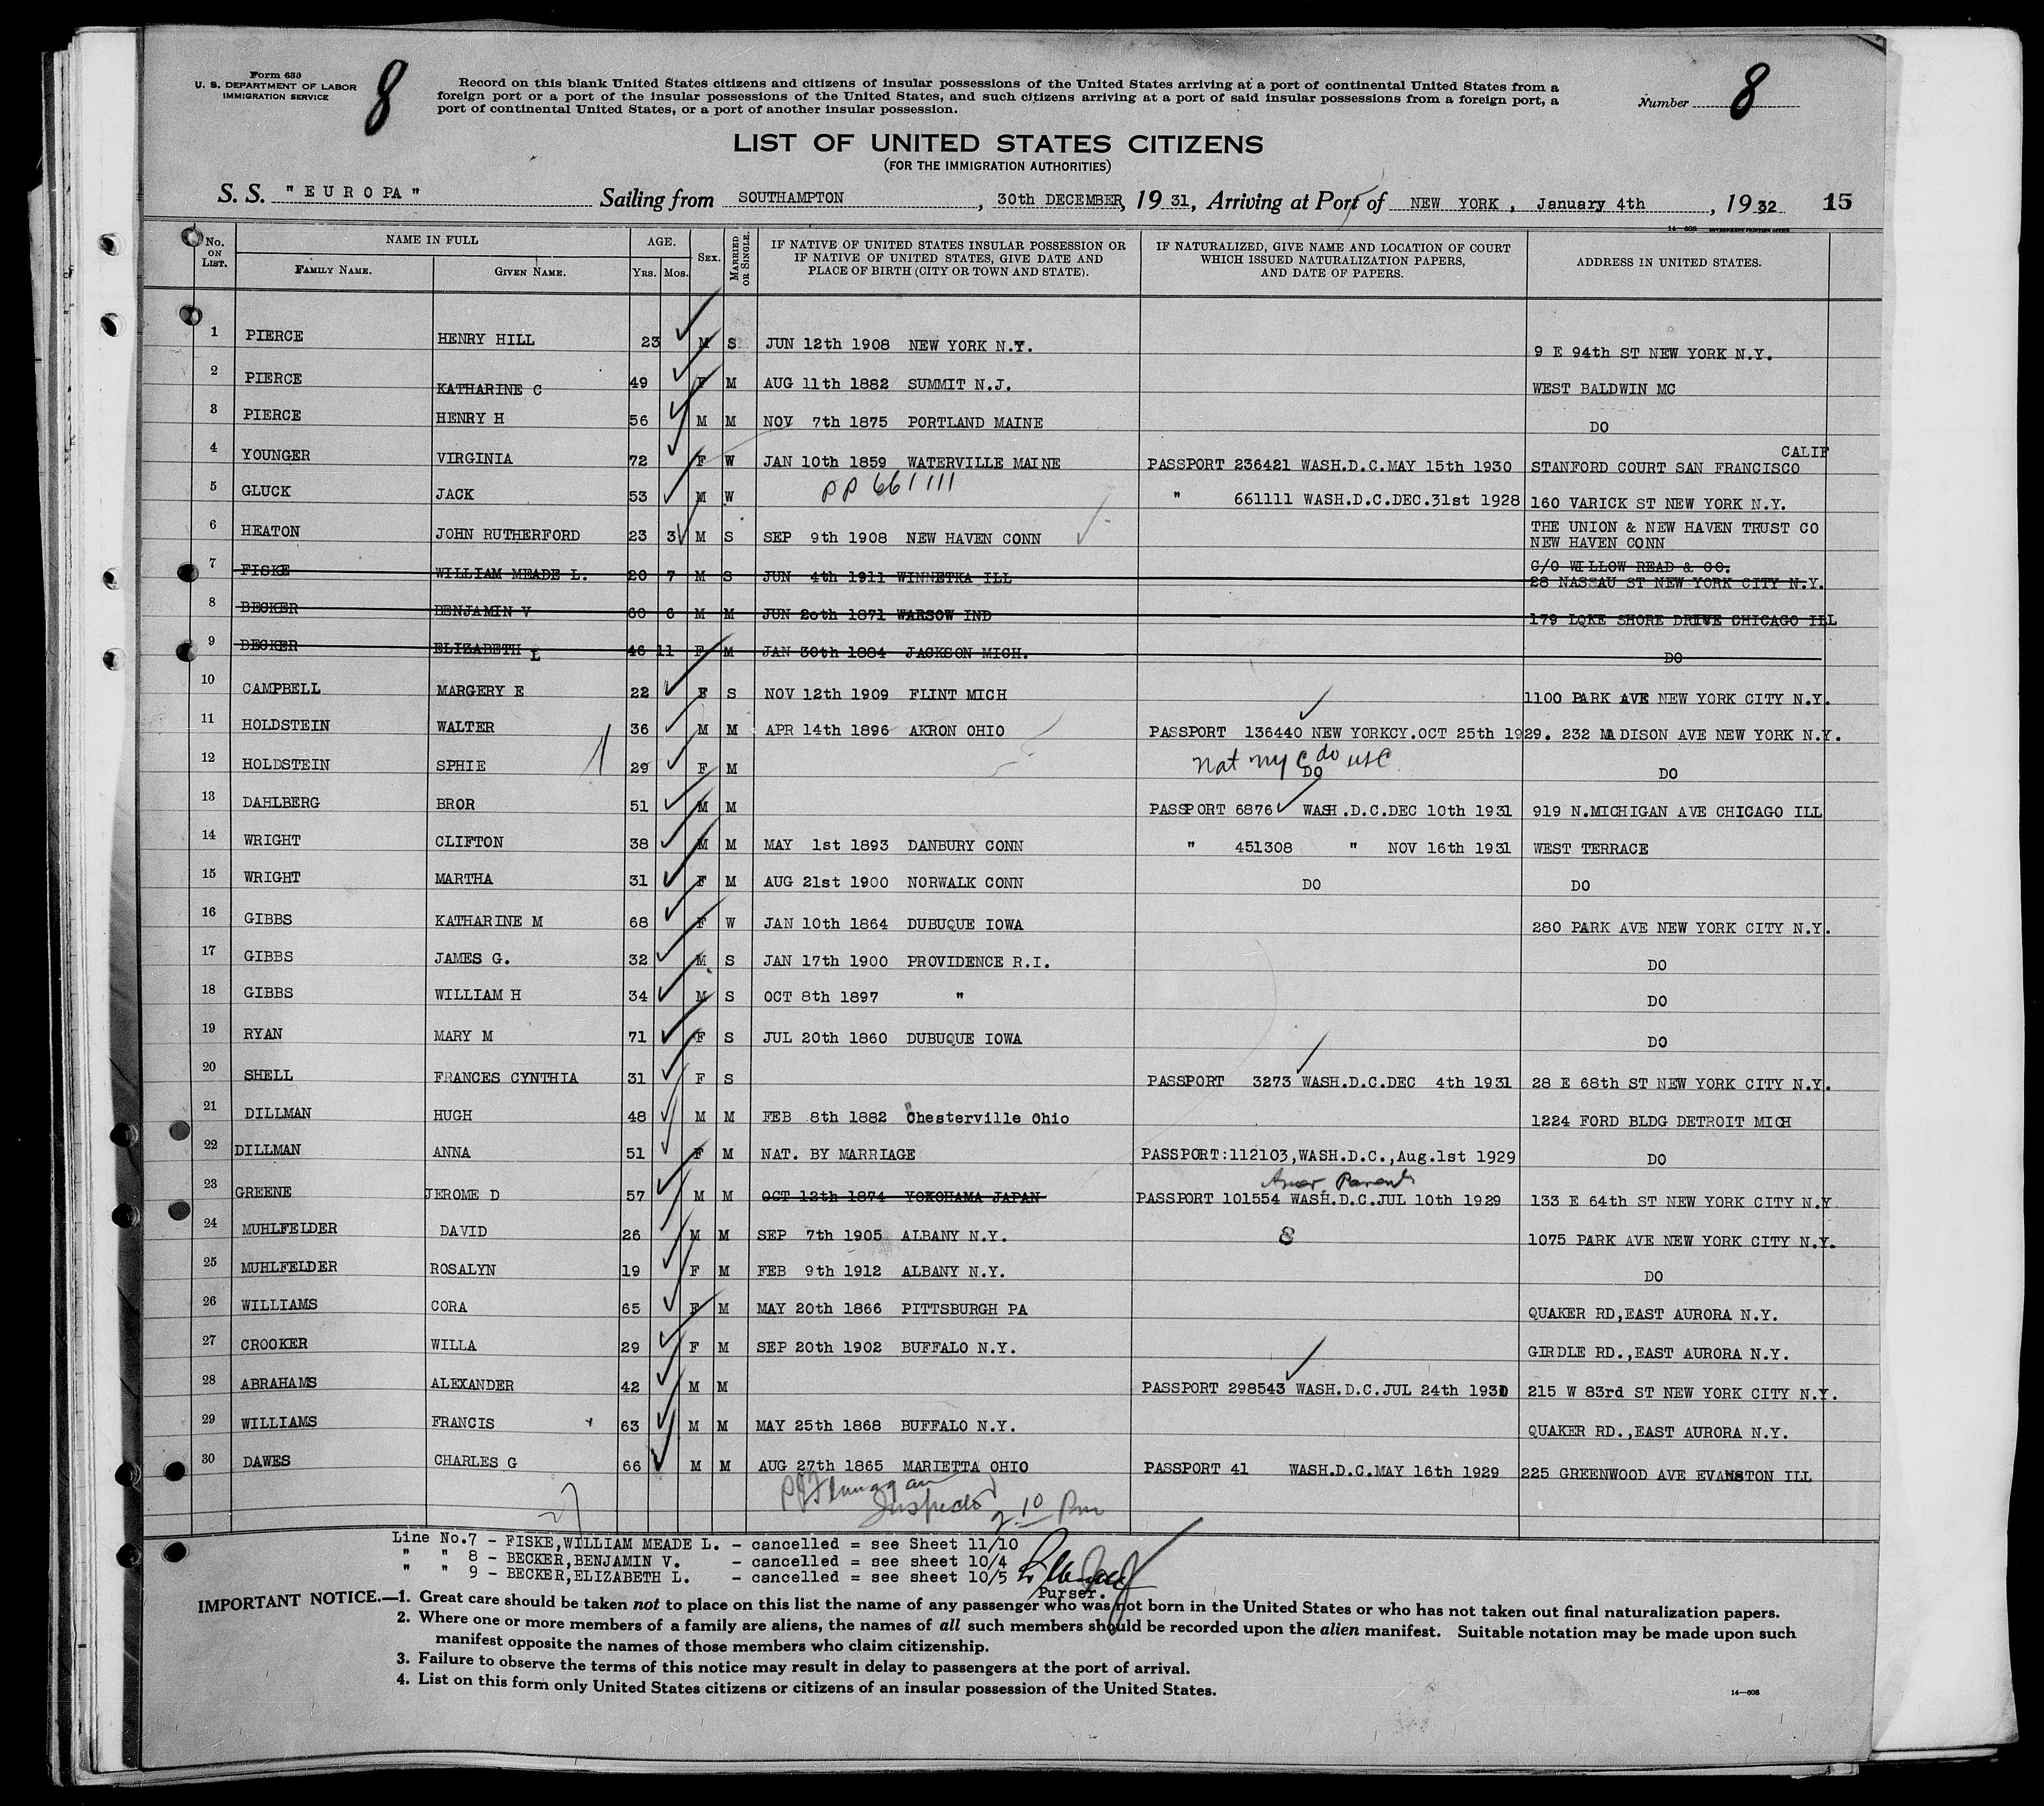 Form 630
U. S. DEPARTMENT OF LABOR
IMMIGRATION SERVICE
8
Record on this blank United States citizens and citizens of insular possessions of the United States arriving at a port of continental United States from a
foreign port or a port of the insular possessions of the United States, and such citizens arriving at a port of said insular possessions from a foreign port, a
port of continental United States, or a port of another insular possession.
Number 8
LIST OF UNITED STATES CITIZENS
(FOR THE IMMIGRATION AUTHORITIES)
S. S. "EUROPA" Sailing from SOUTHAMPTON, 30th DECEMBER, 1931, Arriving at Port of NEW YORK, January 4th, 1932 15
14—608 GOVERNMENT PRINTING OFFICE
No. ON LIST. NAME IN FULL FAMILY NAME. GIVEN NAME. AGE. YRS. MOS. SEX. MARRIED OR SINGLE. IF NATIVE OF UNITED STATES INSULAR POSSESSION OR IF NATIVE OF UNITED STATES, GIVE DATE AND PLACE OF BIRTH (CITY OR TOWN AND STATE). IF NATURALIZED, GIVE NAME AND LOCATION OF COURT WHICH ISSUED NATURALIZATION PAPERS, AND DATE OF PAPERS. ADDRESS IN UNITED STATES.
1 PIERCE HENRY HILL 23 M S JUN 12th 1908 NEW YORK N.Y. 9 E 94th ST NEW YORK N.Y.
2 PIERCE KATHARINE C 49 F M AUG 11th 1882 SUMMIT N.J. WEST BALDWIN MC
3 PIERCE HENRY H 56 M M NOV 7th 1875 PORTLAND MAINE DO
4 YOUNGER VIRGINIA 72 F W JAN 10th 1859 WATERVILLE MAINE PASSPORT 236421 WASH.D.C.MAY 15th 1930 STANFORD COURT SAN FRANCISCO CALIF
5 GLUCK JACK 53 M W PP 661111 " 661111 WASH.D.C.DEC.31st 1928 160 VARICK ST NEW YORK N.Y.
6 HEATON JOHN RUTHERFORD 23 3 M S SEP 9th 1908 NEW HAVEN CONN THE UNION & NEW HAVEN TRUST CO
NEW HAVEN CONN
7 FISKE WILLIAM MEADE L. 20 7 M S JUN 4th 1911 WINNETKA ILL C/O WILLOW READ & CO.
28 NASSAU ST NEW YORK CITY N.Y.
8 BECKER BENJAMIN V 60 6 M M JUN 20th 1871 WARSOW IND 179 LQKE SHORE DRIVE CHICAGO ILL
9 BECKER ELIZABETH L 46 11 F M JAN 30th 1884 JACKSON MICH. DO
10 CAMPBELL MARGERY E 22 F S NOV 12th 1909 FLINT MICH 1100 PARK AVE NEW YORK CITY N.Y.
11 HOLDSTEIN WALTER 36 M M APR 14th 1896 AKRON OHIO PASSPORT 136440 NEW YORKCY.OCT 25th 1929. 232 MADISON AVE NEW YORK N.Y.
12 HOLDSTEIN SPHIE 29 F M Nat NyC do USC DO DO
13 DAHLBERG BROR 51 M M PASSPORT 6876 WASH.D.C.DEC 10th 1931 919 N.MICHIGAN AVE CHICAGO ILL
14 WRIGHT CLIFTON 38 M M MAY 1st 1893 DANBURY CONN " 451308 " NOV 16th 1931 WEST TERRACE
15 WRIGHT MARTHA 31 F M AUG 21st 1900 NORWALK CONN DO DO
16 GIBBS KATHARINE M 68 F W JAN 10th 1864 DUBUQUE IOWA 280 PARK AVE NEW YORK CITY N.Y.
17 GIBBS JAMES G. 32 M S JAN 17th 1900 PROVIDENCE R.I. DO
18 GIBBS WILLIAM H 34 M S OCT 8th 1897 " DO
19 RYAN MARY M 71 F S JUL 20th 1860 DUBUQUE IOWA DO
20 SHELL FRANCES CYNTHIA 31 F S PASSPORT 3273 WASH.D.C.DEC 4th 1931 28 E 68th ST NEW YORK CITY N.Y.
21 DILLMAN HUGH 48 M M FEB 8th 1882 Chesterville Ohio 1224 FORD BLDG DETROIT MICH
22 DILLMAN ANNA 51 F M NAT. BY MARRIAGE PASSPORT:112103,WASH.D.C.,Aug.1st 1929 DO
Amer. Parents
23 GREENE JEROME D 57 M M OCT 12th 1874 YOKOHAMA JAPAN PASSPORT 101554 WASH.D.C.JUL 10th 1929 133 E 64th ST NEW YORK CITY N.Y
24 MUHLFELDER DAVID 26 M M SEP 7th 1905 ALBANY N.Y. 8 1075 PARK AVE NEW YORK CITY N.Y.
25 MUHLFELDER ROSALYN 19 F M FEB 9th 1912 ALBANY N.Y. DO
26 WILLIAMS CORA 65 F M MAY 20th 1866 PITTSBURGH PA QUAKER RD,EAST AURORA N.Y.
27 CROOKER WILLA 29 F M SEP 20th 1902 BUFFALO N.Y. GIRDLE RD.,EAST AURORA N.Y.
28 ABRAHAMS ALEXANDER 42 M M PASSPORT 298543 WASH.D.C.JUL 24th 1930 215 W 83rd ST NEW YORK CITY N.Y.
29 WILLIAMS FRANCIS 63 M M MAY 25th 1868 BUFFALO N.Y. QUAKER RD.,EAST AURORA N.Y.
30 DAWES CHARLES G 66 M M AUG 27th 1865 MARIETTA OHIO PASSPORT 41 WASH.D.C.MAY 16th 1929 225 GREENWOOD AVE EVANSTON ILL
Inspector 2.10 Pm
Line No.7 - FISKE,WILLIAM MEADE L. - cancelled = see Sheet 11/10
" " 8 - BECKER,BENJAMIN V. - cancelled = see sheet 10/4
" " 9 - BECKER,ELIZABETH L. - cancelled = see sheet 10/5
Purser.
IMPORTANT NOTICE.—1. Great care should be taken not to place on this list the name of any passenger who was not born in the United States or who has not taken out final naturalization papers.
2. Where one or more members of a family are aliens, the names of all such members should be recorded upon the alien manifest. Suitable notation may be made upon such
manifest opposite the names of those members who claim citizenship.
3. Failure to observe the terms of this notice may result in delay to passengers at the port of arrival.
4. List on this form only United States citizens or citizens of an insular possession of the United States.
14—608